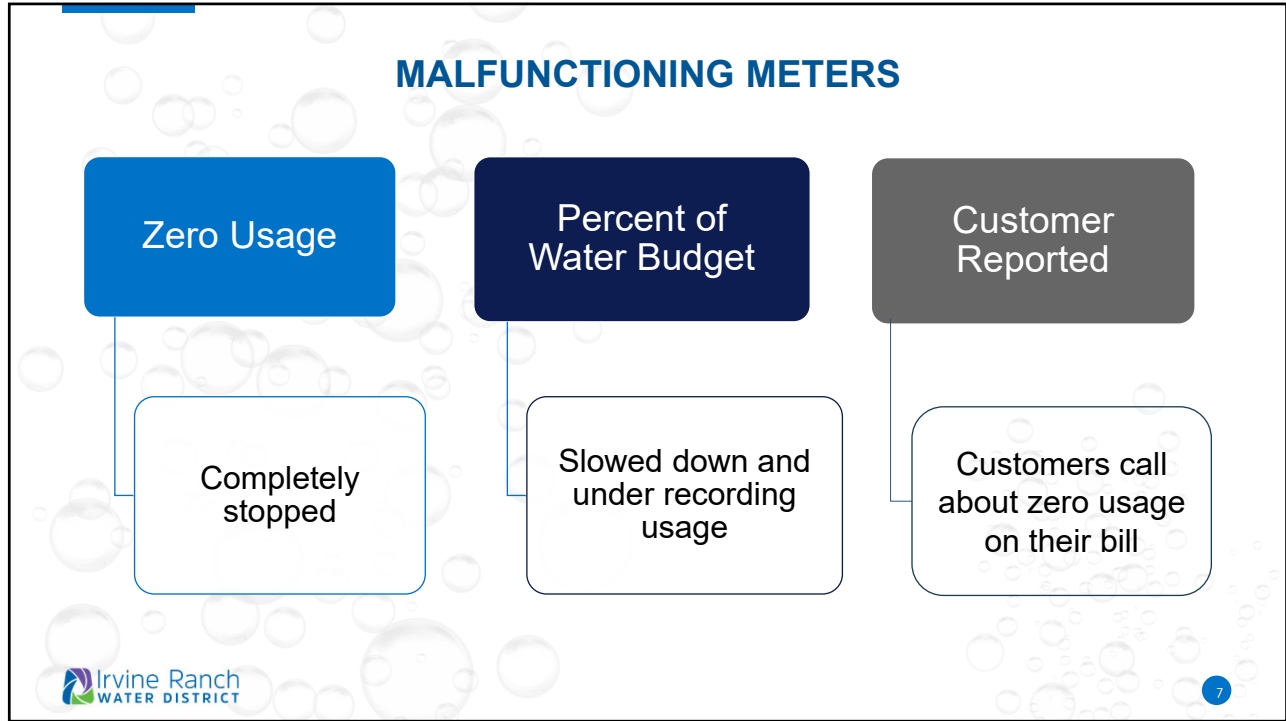 MALFUNCTIONING METERS
Zero Usage
Percent of
Water Budget
Customer
Reported
Completely
stopped
Slowed down and
under recording
usage
Customers call
about zero usage
on their bill
Irvine Ranch
WATER DISTRICT
7